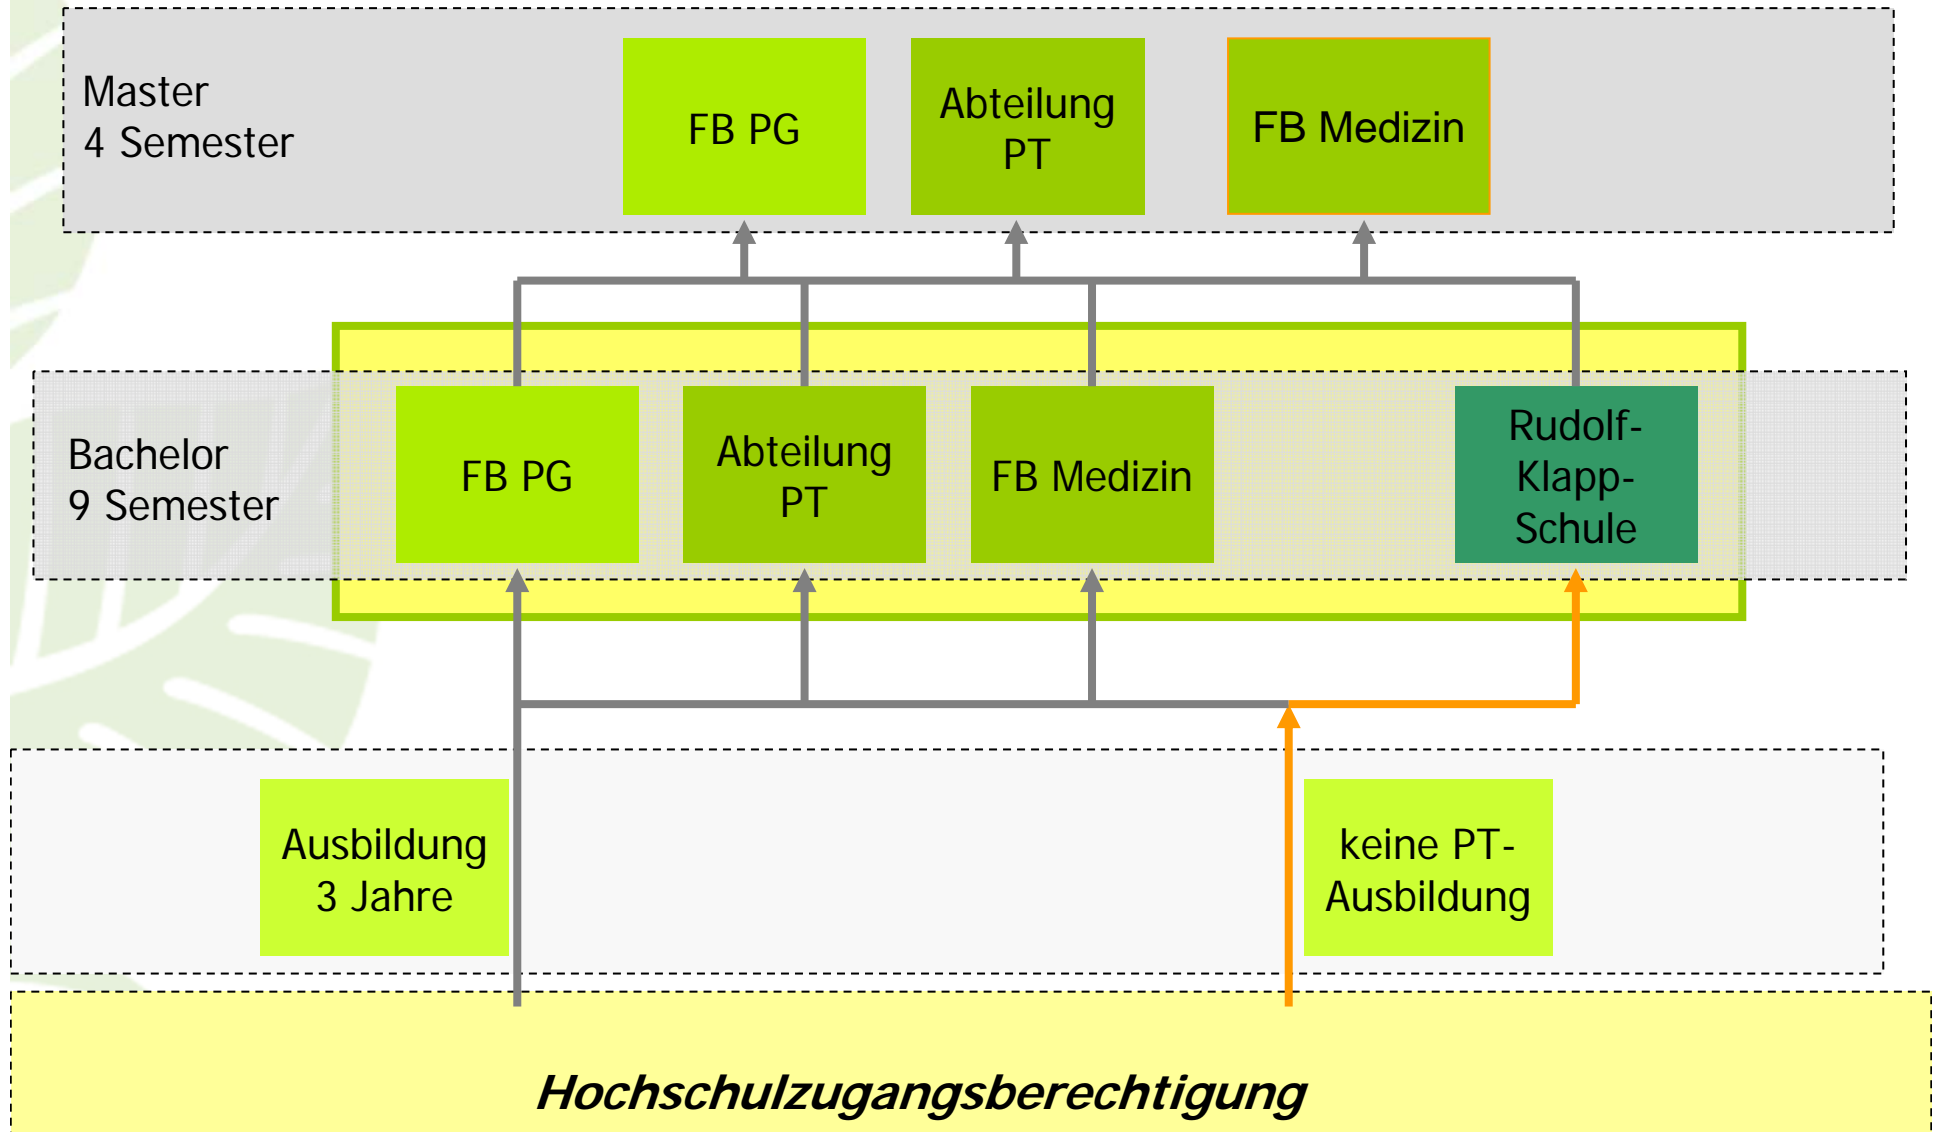 Master
4 Semester
FB PG
Abteilung
PT
FB Medizin
Bachelor
9 Semester
FB PG
Abteilung
PT
FB Medizin
Rudolf-
Klapp-
Schule
Ausbildung
3 Jahre
keine PT-
Ausbildung
Hochschulzugangsberechtigung